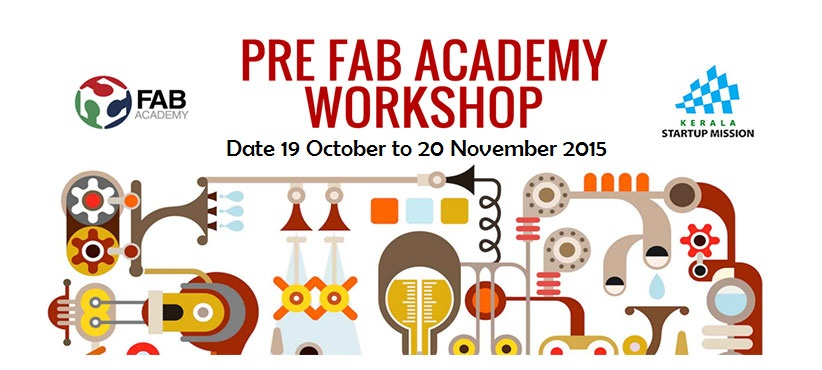 PRE FAB ACADEMY
WORKSHOP
FAB
ACADEMY
KERALA
STARTUP MISSION
Date 19 October to 20 November 2015